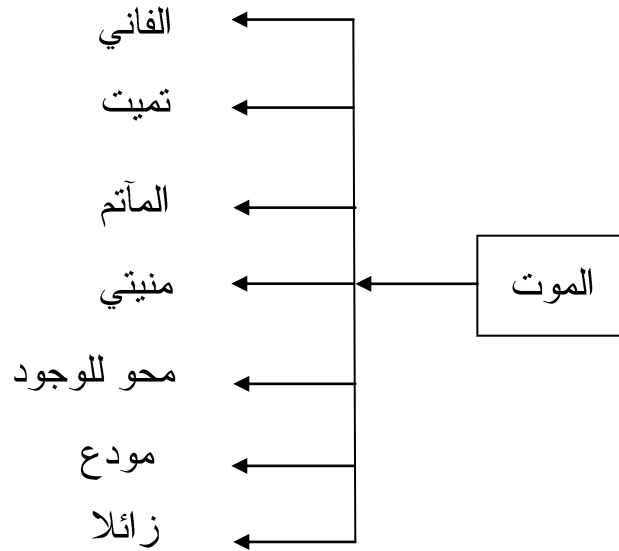 الفاني
تميت
المآتم
منيتي
الموت
محو للوجود
مودع
زائلا